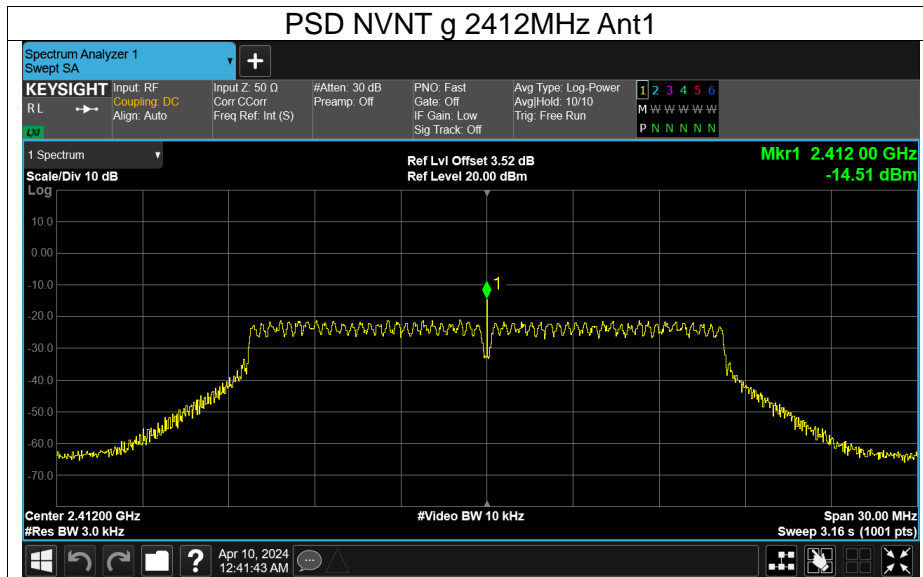 PSD NVNT g 2412MHz Ant1
Spectrum Analyzer 1
Swept SA
+
KEYSIGHT
RL
LXI
Input: RF
Coupling: DC
Align: Auto
Input Z: 50 Ω
Corr CCorr
Freq Ref: Int (S)
#Atten: 30 dB
Preamp: Off
PNO: Fast
Gate: Off
IF Gain: Low
Sig Track: Off
Avg Type: Log-Power
Avg|Hold: 10/10
Trig: Free Run
1 2 3 4 5 6
M W W W W W
P N N N N N
1 Spectrum
Scale/Div 10 dB
Ref Lvl Offset 3.52 dB
Ref Level 20.00 dBm
Mkr1 2.412 00 GHz
-14.51 dBm
Log
10.0
0.00
-10.0
-20.0
-30.0
-40.0
-50.0
-60.0
-70.0
1
Center 2.41200 GHz
#Res BW 3.0 kHz
#Video BW 10 kHz
Span 30.00 MHz
Sweep 3.16 s (1001 pts)
?
Apr 10, 2024
12:41:43 AM